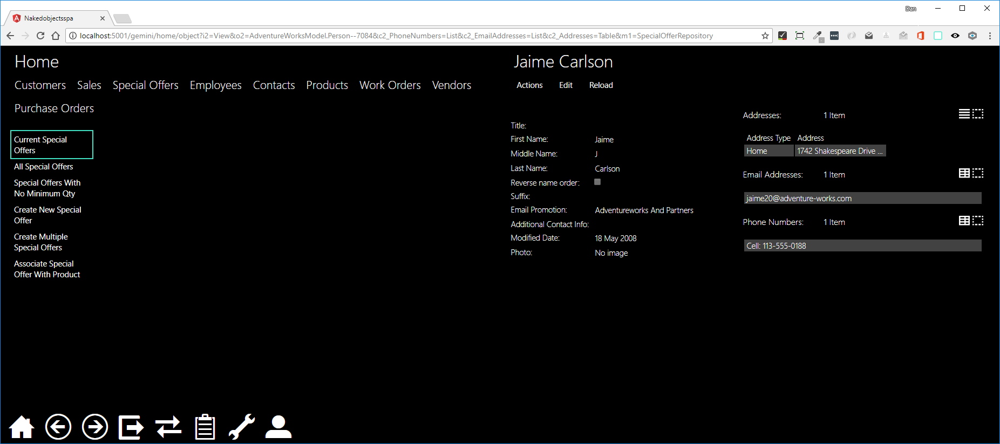 Dan
Nakedobjectsspa
localhost:5001/gemini/home/object?i2=View&o2=AdventureWorksModel.Person--7084&c2_PhoneNumbers=List&c2_EmailAddresses=List&c2_Addresses=Table&m1=SpecialOfferRepository
Home
Customers Sales Special Offers Employees Contacts Products Work Orders Vendors
Purchase Orders
Current Special
Offers
All Special Offers
Special Offers With
No Minimum Qty
Create New Special
Offer
Create Multiple
Special Offers
Associate Special
Offer With Product
Jaime Carlson
Actions Edit Reload
Title:
First Name: Jaime
Middle Name: J
Last Name: Carlson
Reverse name order:
Suffix:
Email Promotion: Adventureworks And Partners
Additional Contact Info:
Modified Date: 18 May 2008
Photo: No image
Addresses: 1 Item
Address Type Address
Home 1742 Shakespeare Drive ...
Email Addresses: 1 Item
jaime20@adventure-works.com
Phone Numbers: 1 Item
Cell: 113-555-0188